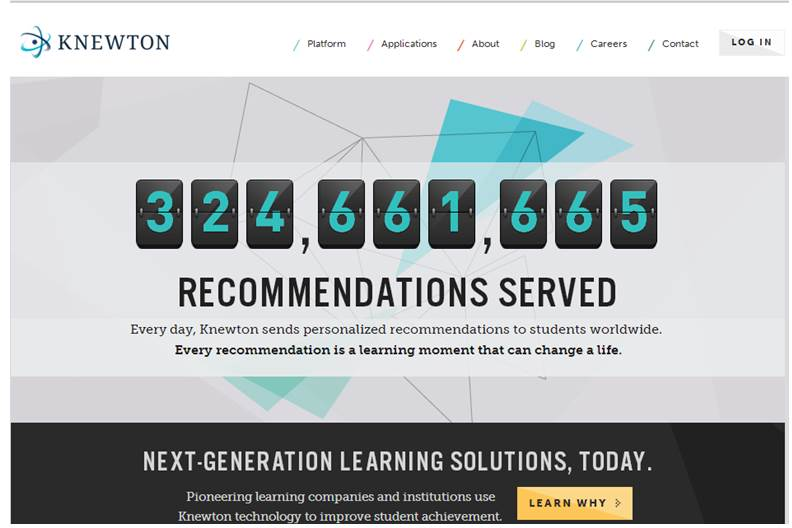 KNEWTON
Platform
Applications
About
Blog
Careers
Contact
LOG IN
324,661,665
RECOMMENDATIONS SERVED
Every day, Knewton sends personalized recommendations to students worldwide.
Every recommendation is a learning moment that can change a life.
NEXT-GENERATION LEARNING SOLUTIONS, TODAY.
Pioneering learning companies and institutions use
Knewton technology to improve student achievement.
LEARN WHY